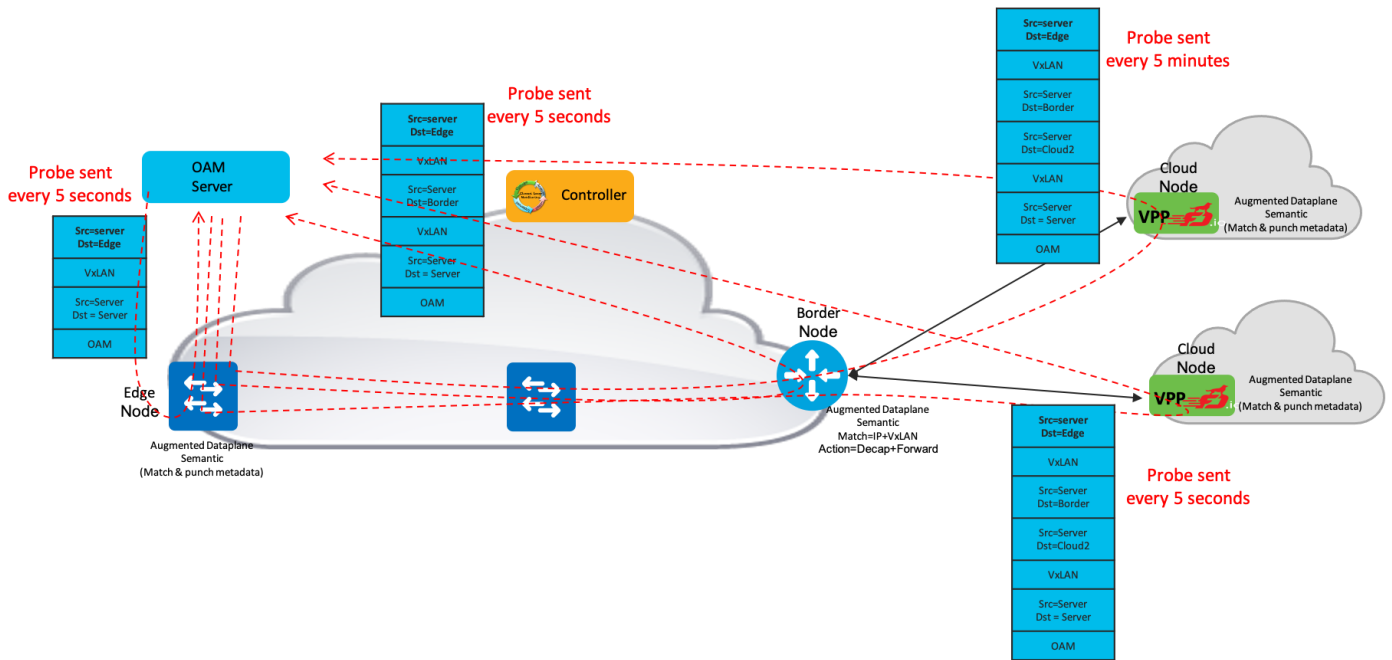 Src=server
Dst=Edge
VxLAN
Src=Server
Dst=Border
Src=Server
Dst=Cloud2
VxLAN
Src=Server
Dst = Server
OAM
Probe sent
every 5 minutes
Probe sent
every 5 seconds
Src=server
Dst=Edge
VxLAN
Src=Server
Dst=Border
VxLAN
Src=Server
Dst = Server
OAM
OAM
Server
Probe sent
every 5 seconds
Src=server
Dst=Edge
VxLAN
Src=Server
Dst = Server
OAM
Controller
Cloud
Node
VPP
Augmented Dataplane
Semantic
(Match & punch metadata)
Border
Node
Augmented Dataplane
Semantic
Match=IP+VxLAN
Action=Decap+Forward
Edge
Node
Augmented Dataplane
Semantic
(Match & punch metadata)
Cloud
Node
VPP
Augmented Dataplane
Semantic
(Match & punch metadata)
Src=server
Dst=Edge
VxLAN
Src=Server
Dst=Border
Src=Server
Dst=Cloud2
VxLAN
Src=Server
Dst = Server
OAM
Probe sent
every 5 seconds